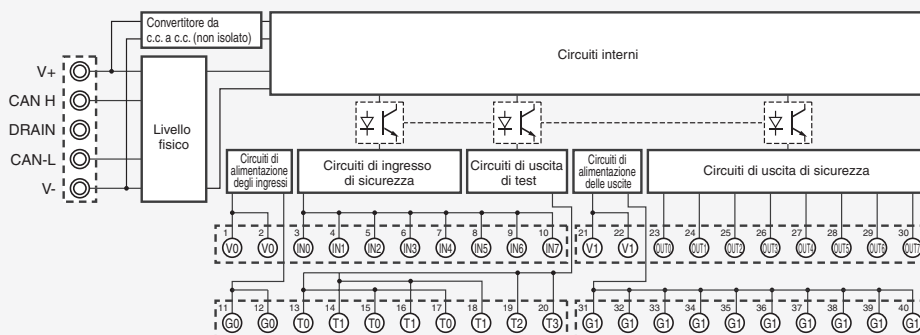 Convertitore da
c.c. a c.c. (non isolato)
Circuiti interni
V+
CAN H
DRAIN
CAN-L
V-
Livello
fisico
Circuiti di
alimentazione
degli ingressi
Circuiti di ingresso
di sicurezza
Circuiti di uscita
di test
Circuiti di
alimentazione
delle uscite
Circuiti di uscita di sicurezza
1 2 3 4 5 6 7 8 9 10 21 22 23 24 25 26 27 28 29 30
V0 V0 IN0 IN1 IN2 IN3 IN4 IN5 IN6 IN7 V1 V1 OUT0 OUT1 OUT2 OUT3 OUT4 OUT5 OUT6 OUT7
11 12 13 14 15 16 17 18 19 20 31 32 33 34 35 36 37 38 39 40
G0 G0 T0 T1 T0 T1 T0 T1 T2 T3 G1 G1 G1 G1 G1 G1 G1 G1 G1 G1